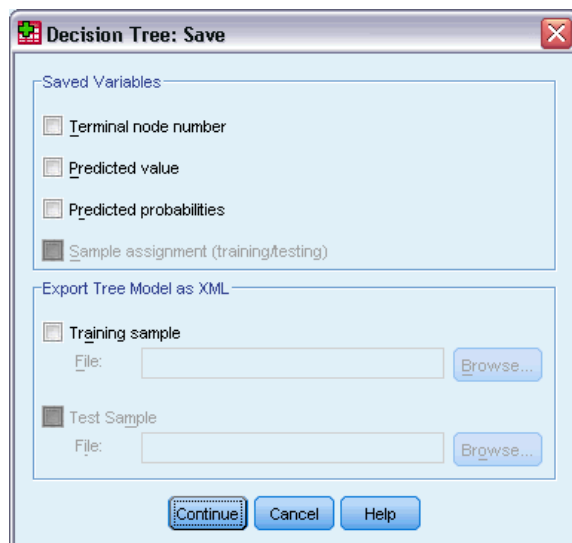 Decision Tree: Save
Saved Variables
Terminal node number
Predicted value
Predicted probabilities
Sample assignment (training/testing)
Export Tree Model as XML
Training sample
File:
Browse...
Test Sample
File:
Browse...
Continue Cancel Help